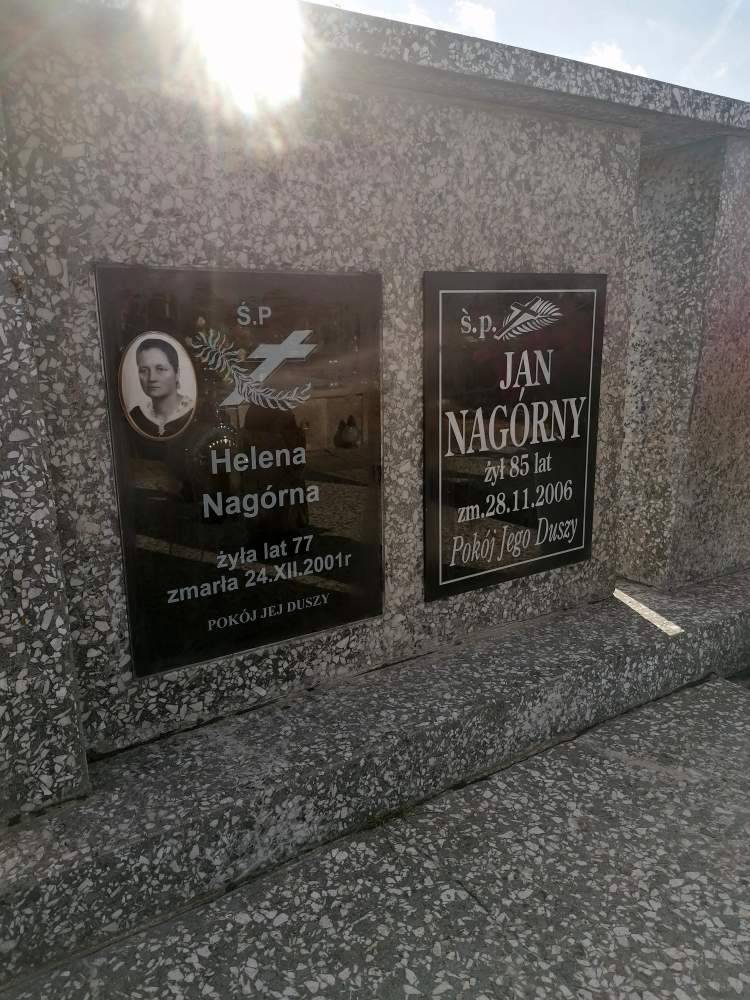 Ś.P
Helena
Nagórna
żyła lat 77
zmarła 24.XII.2001r
POKÓJ JEJ DUSZY
ś.p.
JAN
NAGÓRNY
żył 85 lat
zm.28.11.2006
Pokój Jego Duszy